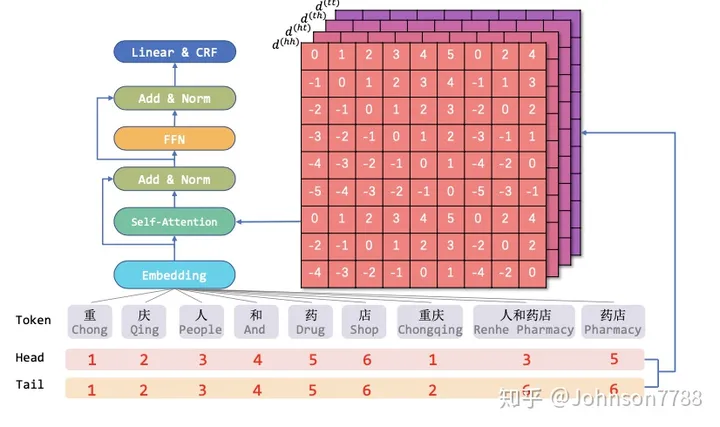 d(tt)
d(th)
d(ht)
d(hh)
Linear & CRF
Add & Norm
FFN
Add & Norm
Self-Attention
Embedding
0 1 2 3 4 5 0 2 4
-1 0 1 2 3 4 -1 1 3
-2 -1 0 1 2 3 -2 0 2
-3 -2 -1 0 1 2 -3 -1 1
-4 -3 -2 -1 0 1 -4 -2 0
-5 -4 -3 -2 -1 0 -5 -3 -1
0 1 2 3 4 5 0 2 4
-2 -1 0 1 2 3 -2 0 2
-4 -3 -2 -1 0 1 -4 -2 0
Token 重 庆 人 和 药 店 重庆 人和药店 药店
Chong Qing People And Drug Shop Chongqing Renhe Pharmacy Pharmacy
Head 1 2 3 4 5 6 1 3 5
Tail 1 2 3 4 5 6 2 6 6
知乎 @Johnson7788